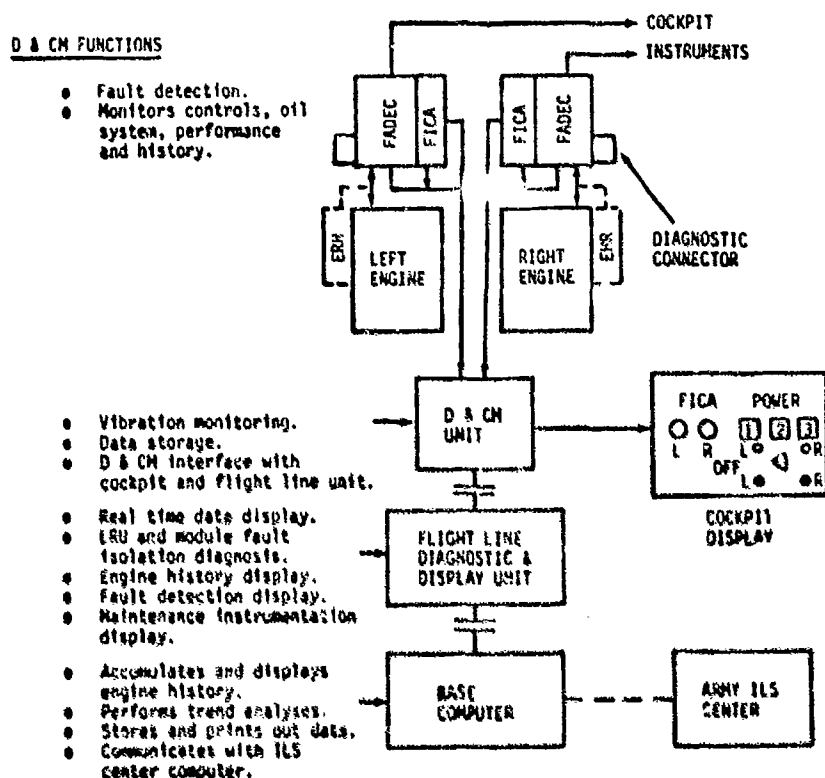 D & CM FUNCTIONS
● Fault detection.
● Monitors controls, oil
system, performance
and history.
COCKPIT
INSTRUMENTS
FADEC
FICA
FICA
FADEC
ERM
LEFT
ENGINE
RIGHT
ENGINE
EMR
DIAGNOSTIC
CONNECTOR
● Vibration monitoring.
● Data storage.
● D & CM interface with
cockpit and flight line unit.
D & CM
UNIT
FICA POWER
1 2 3
L R L R
OFF
L R
COCKPIT
DISPLAY
● Real time data display.
● LRU and module fault
isolation diagnosis.
● Engine history display.
● Fault detection display.
● Maintenance instrumentation
display.
FLIGHT LINE
DIAGNOSTIC &
DISPLAY UNIT
● Accumulates and displays
engine history.
● Performs trend analyses.
● Stores and prints out data.
● Communicates with ILS
center computer.
BASE
COMPUTER
ARMY ILS
CENTER